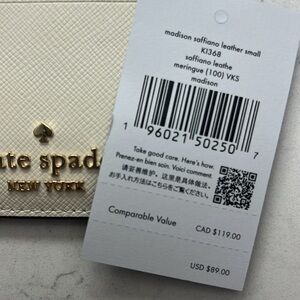 madison saffiano leather small
KI368
saffiano leathe
meringue (100) VKS
madison
1 96021 50250 7
Take good care. Here's how.
Prenez-en bien soin. Voici comment
请妥善维护。这里是具体做法。
お手入れ方法はこちらをご覧ください。
Comparable Value
CAD $119.00
USD $89.00
ate spade
NEW YORK